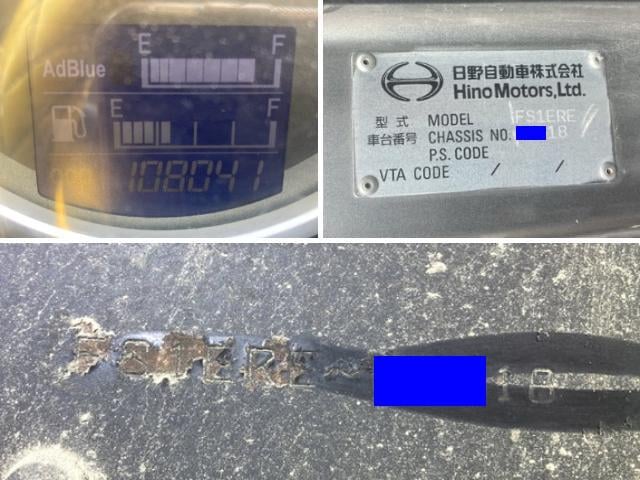 E F
AdBlue
E F
108041
日野自動車株式会社
Hino Motors, Ltd.
型式 MODEL FS1ERE
車台番号 CHASSIS NO. 18
P.S. CODE
VTA CODE / /
FS1ERE~ 18